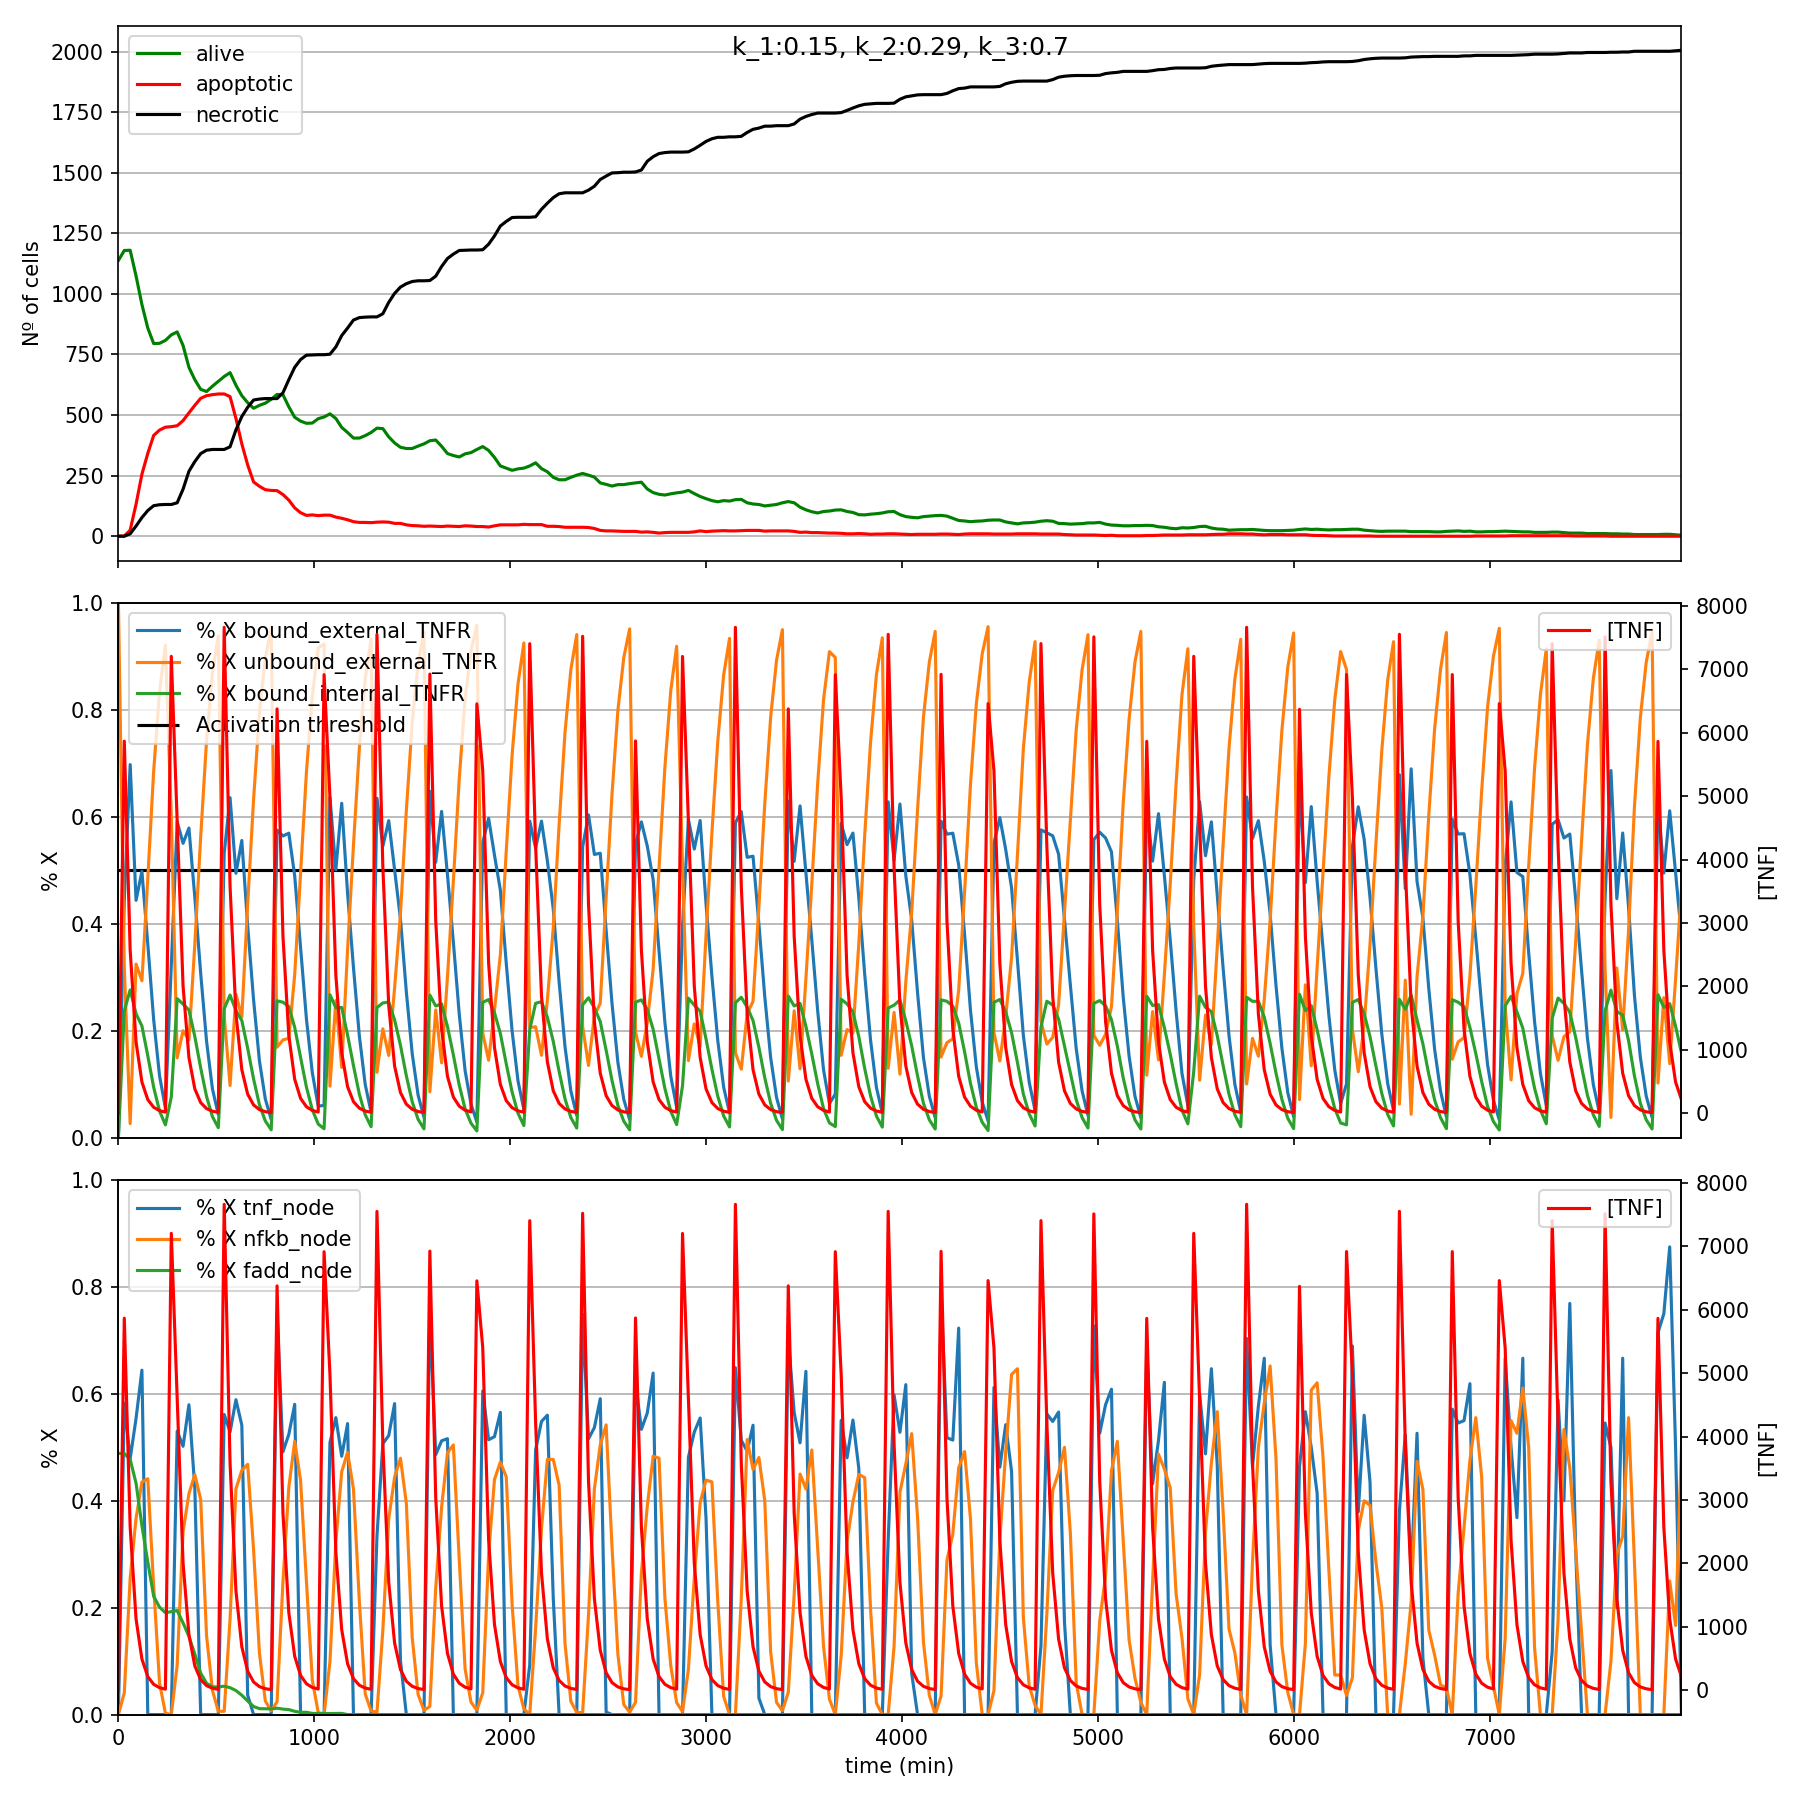 k_1:0.15, k_2:0.29, k_3:0.7
alive
apoptotic
necrotic
2000
1750
1500
1250
1000
750
500
250
0
Nº of cells
% X bound_external_TNFR
% X unbound_external_TNFR
% X bound_internal_TNFR
Activation threshold
[TNF]
1.0
0.8
0.6
0.4
0.2
0.0
% X
8000
7000
6000
5000
4000
3000
2000
1000
0
[TNF]
% X tnf_node
% X nfkb_node
% X fadd_node
[TNF]
1.0
0.8
0.6
0.4
0.2
0.0
% X
8000
7000
6000
5000
4000
3000
2000
1000
0
[TNF]
0 1000 2000 3000 4000 5000 6000 7000
time (min)